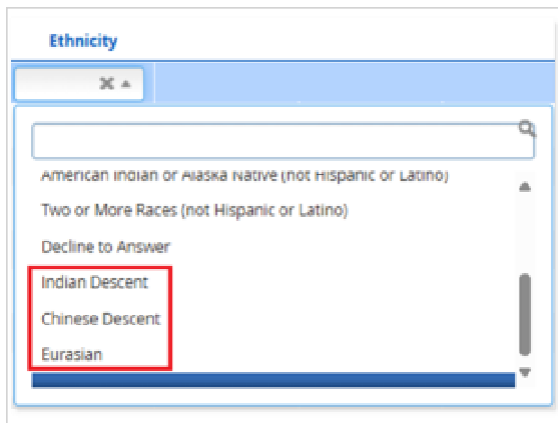 Ethnicity
American Indian or Alaska Native (not Hispanic or Latino)
Two or More Races (not Hispanic or Latino)
Decline to Answer
Indian Descent
Chinese Descent
Eurasian